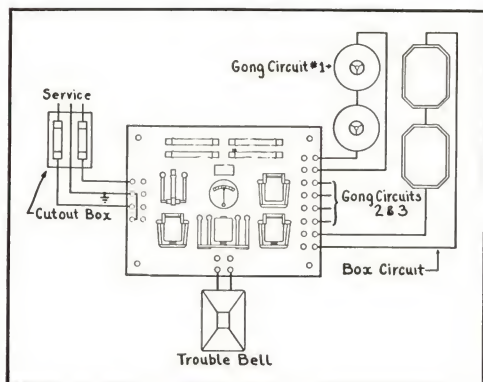 Gong Circuit #1
Service
Cutout Box
Gong Circuits
2 & 3
Box Circuit
Trouble Bell